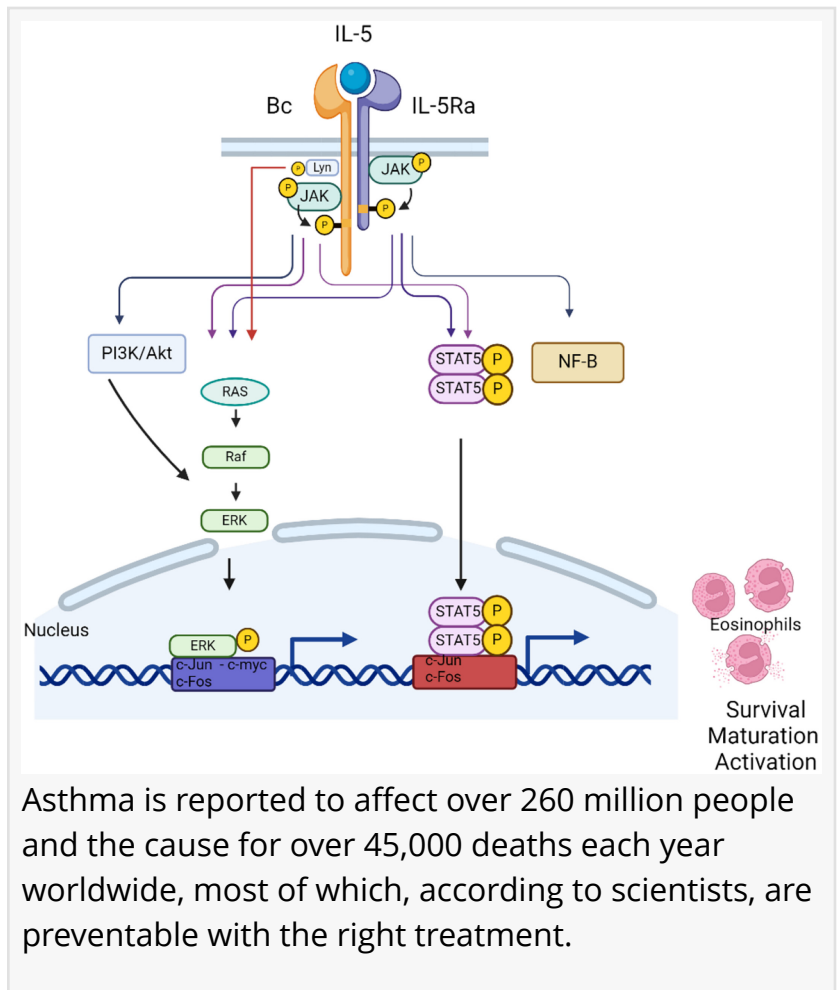 IL-5
Bc
IL-5Ra
P
Lyn
JAK
P
P
JAK
P
P
PI3K/Akt
STAT5
P
NF-B
STAT5
P
RAS
Raf
ERK
Nucleus
Eosinophils
STAT5
P
ERK
P
STAT5
P
c-Jun - c-myc
c-Fos
c-Jun
c-Fos
Survival
Maturation
Activation
Asthma is reported to affect over 260 million people
and the cause for over 45,000 deaths each year
worldwide, most of which, according to scientists, are
preventable with the right treatment.